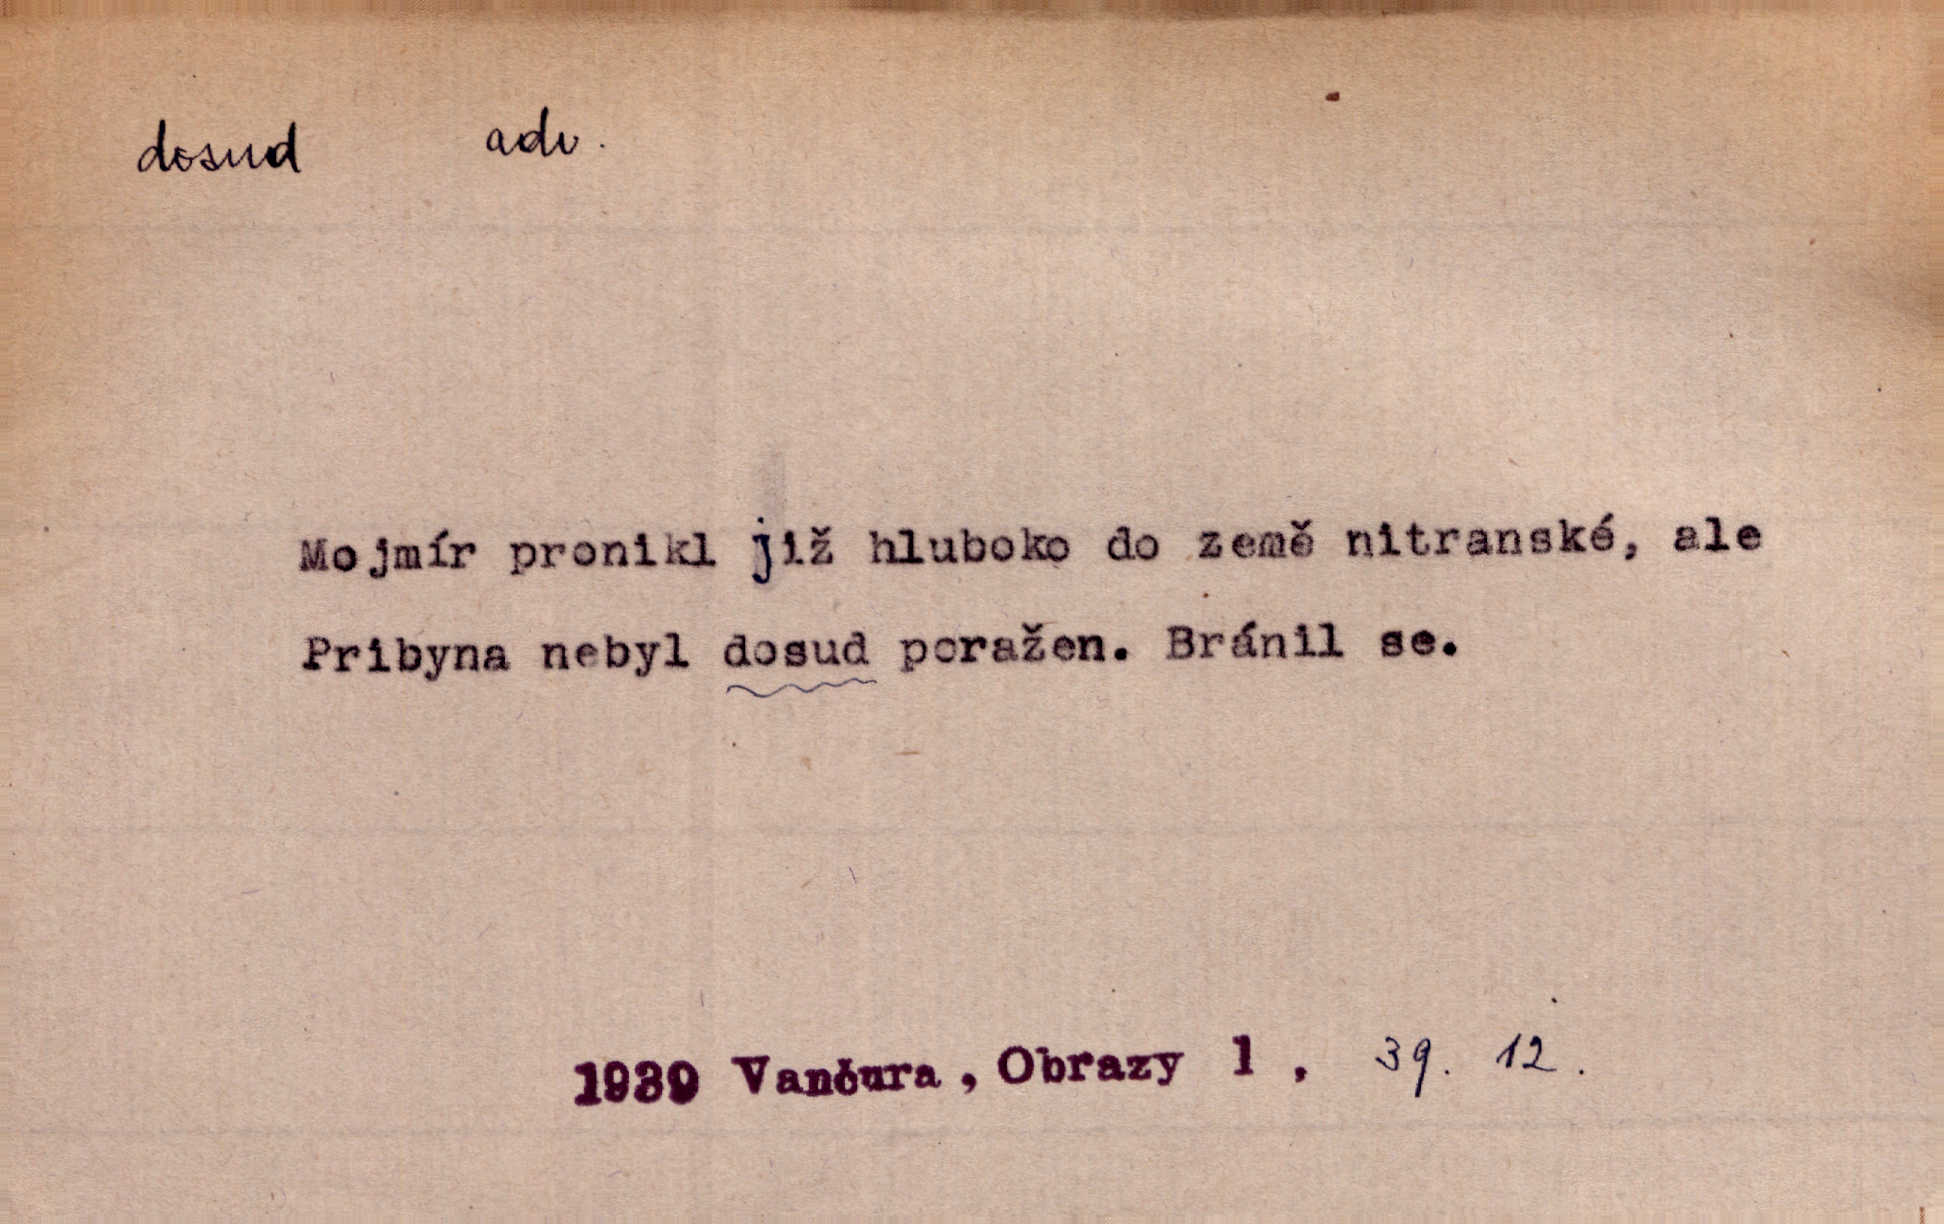 dosud adv.
Mojmír pronikl již hluboko do země nitranské, ale
Pribyna nebyl dosud poražen. Bránil se.
1939 Vančura, Obrazy 1, 39. 12.